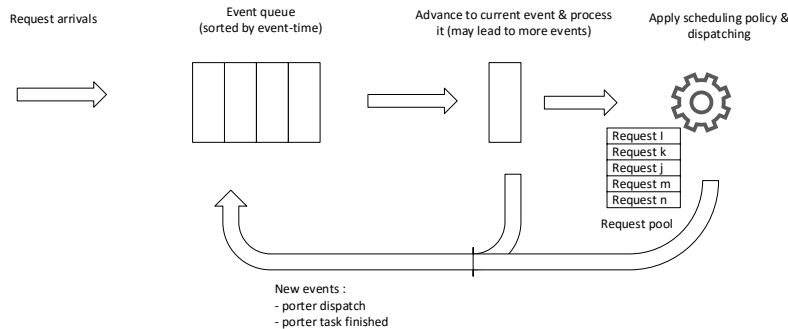 Request arrivals
Event queue
(sorted by event-time)
Advance to current event & process
it (may lead to more events)
Apply scheduling policy &
dispatching
Request l
Request k
Request j
Request m
Request n
Request pool
New events :
- porter dispatch
- porter task finished